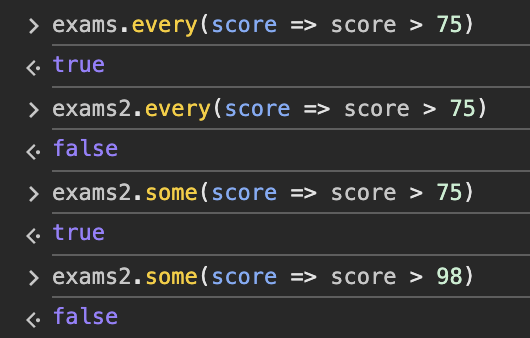 > exams.every(score => score > 75)
<· true
> exams2.every(score => score > 75)
<· false
> exams2.some(score => score > 75)
<· true
> exams2.some(score => score > 98)
<· false